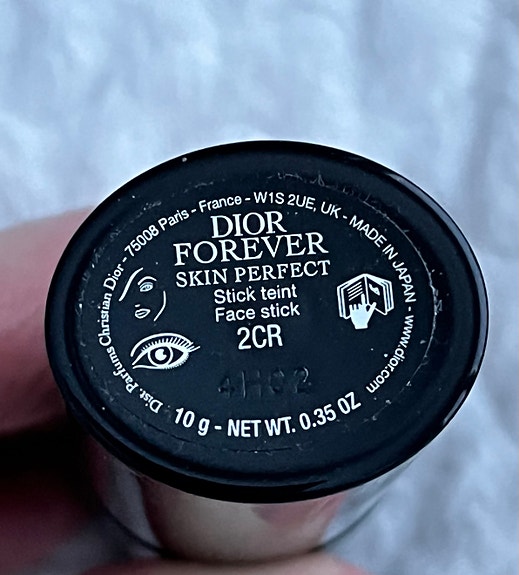 Dist. Parfums Christian Dior - 75008 Paris - France - W1S 2UE, UK - MADE IN JAPAN - www.dior.com
DIOR
FOREVER
SKIN PERFECT
Stick teint
Face stick
2CR
4H02
10 g - NET WT. 0.35 OZ